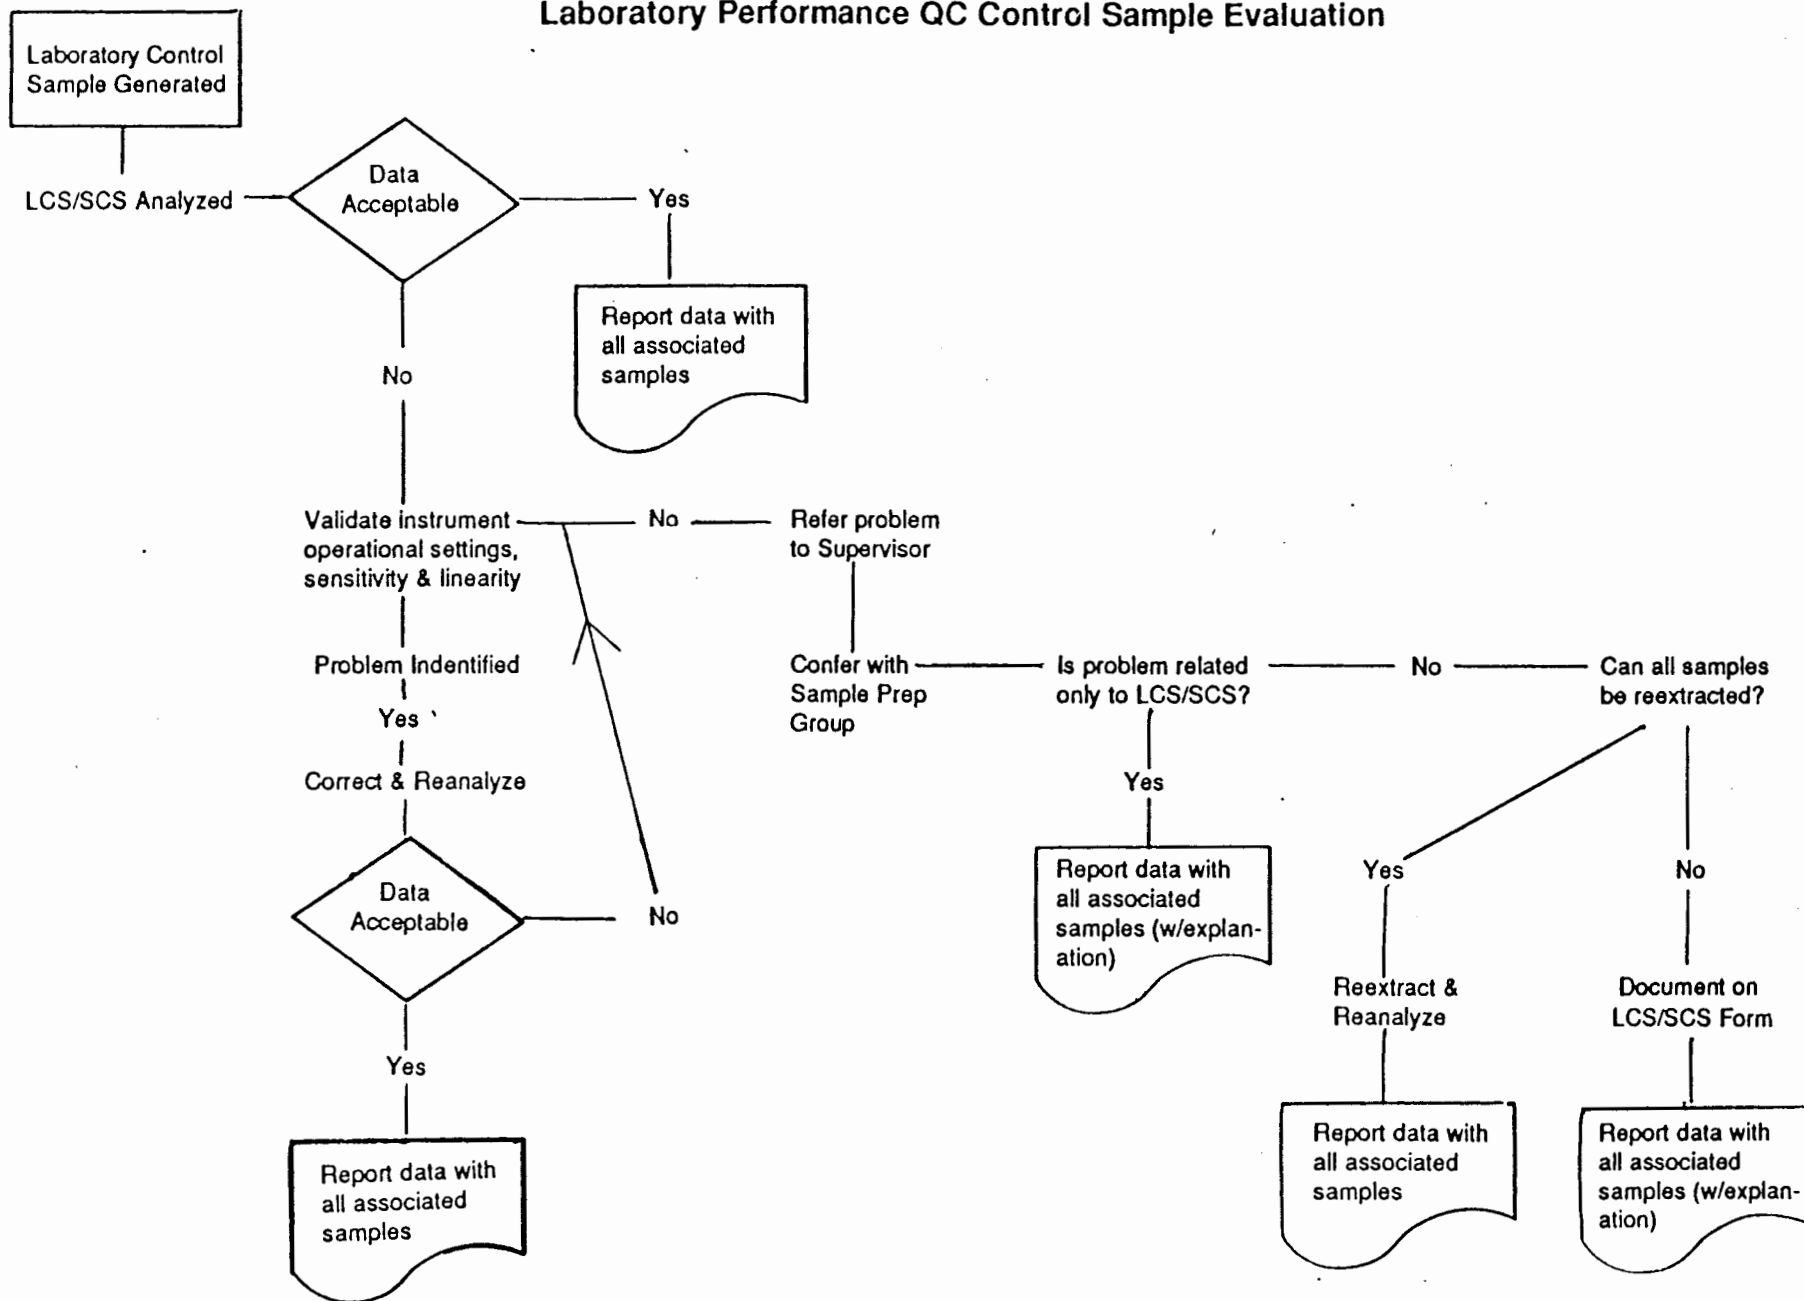 Laboratory Performance QC Control Sample Evaluation
Laboratory Control
Sample Generated
LCS/SCS Analyzed
Data
Acceptable
Yes
Report data with
all associated
samples
No
Validate instrument
operational settings,
sensitivity & linearity
No
Refer problem
to Supervisor
Problem Indentified
Yes
Correct & Reanalyze
Data
Acceptable
No
Yes
Report data with
all associated
samples
Confer with
Sample Prep
Group
Is problem related
only to LCS/SCS?
No
Can all samples
be reextracted?
Yes
Report data with
all associated
samples (w/explan-
ation)
Yes
Reextract &
Reanalyze
Report data with
all associated
samples
No
Document on
LCS/SCS Form
Report data with
all associated
samples (w/explan-
ation)